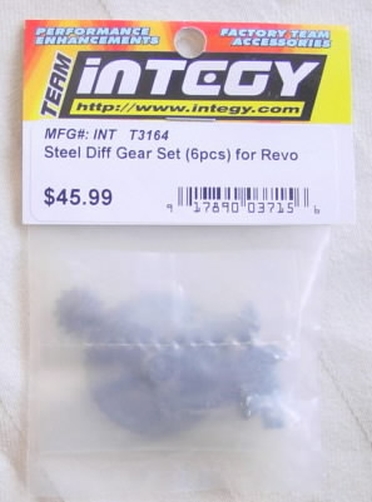 PERFORMANCE ENHANCEMENTS
FACTORY TEAM ACCESSORIES
TEAM
iNTEGY
http://www.integy.com
MFG#: INT T3164
Steel Diff Gear Set (6pcs) for Revo
$45.99
9 17890 03715 6